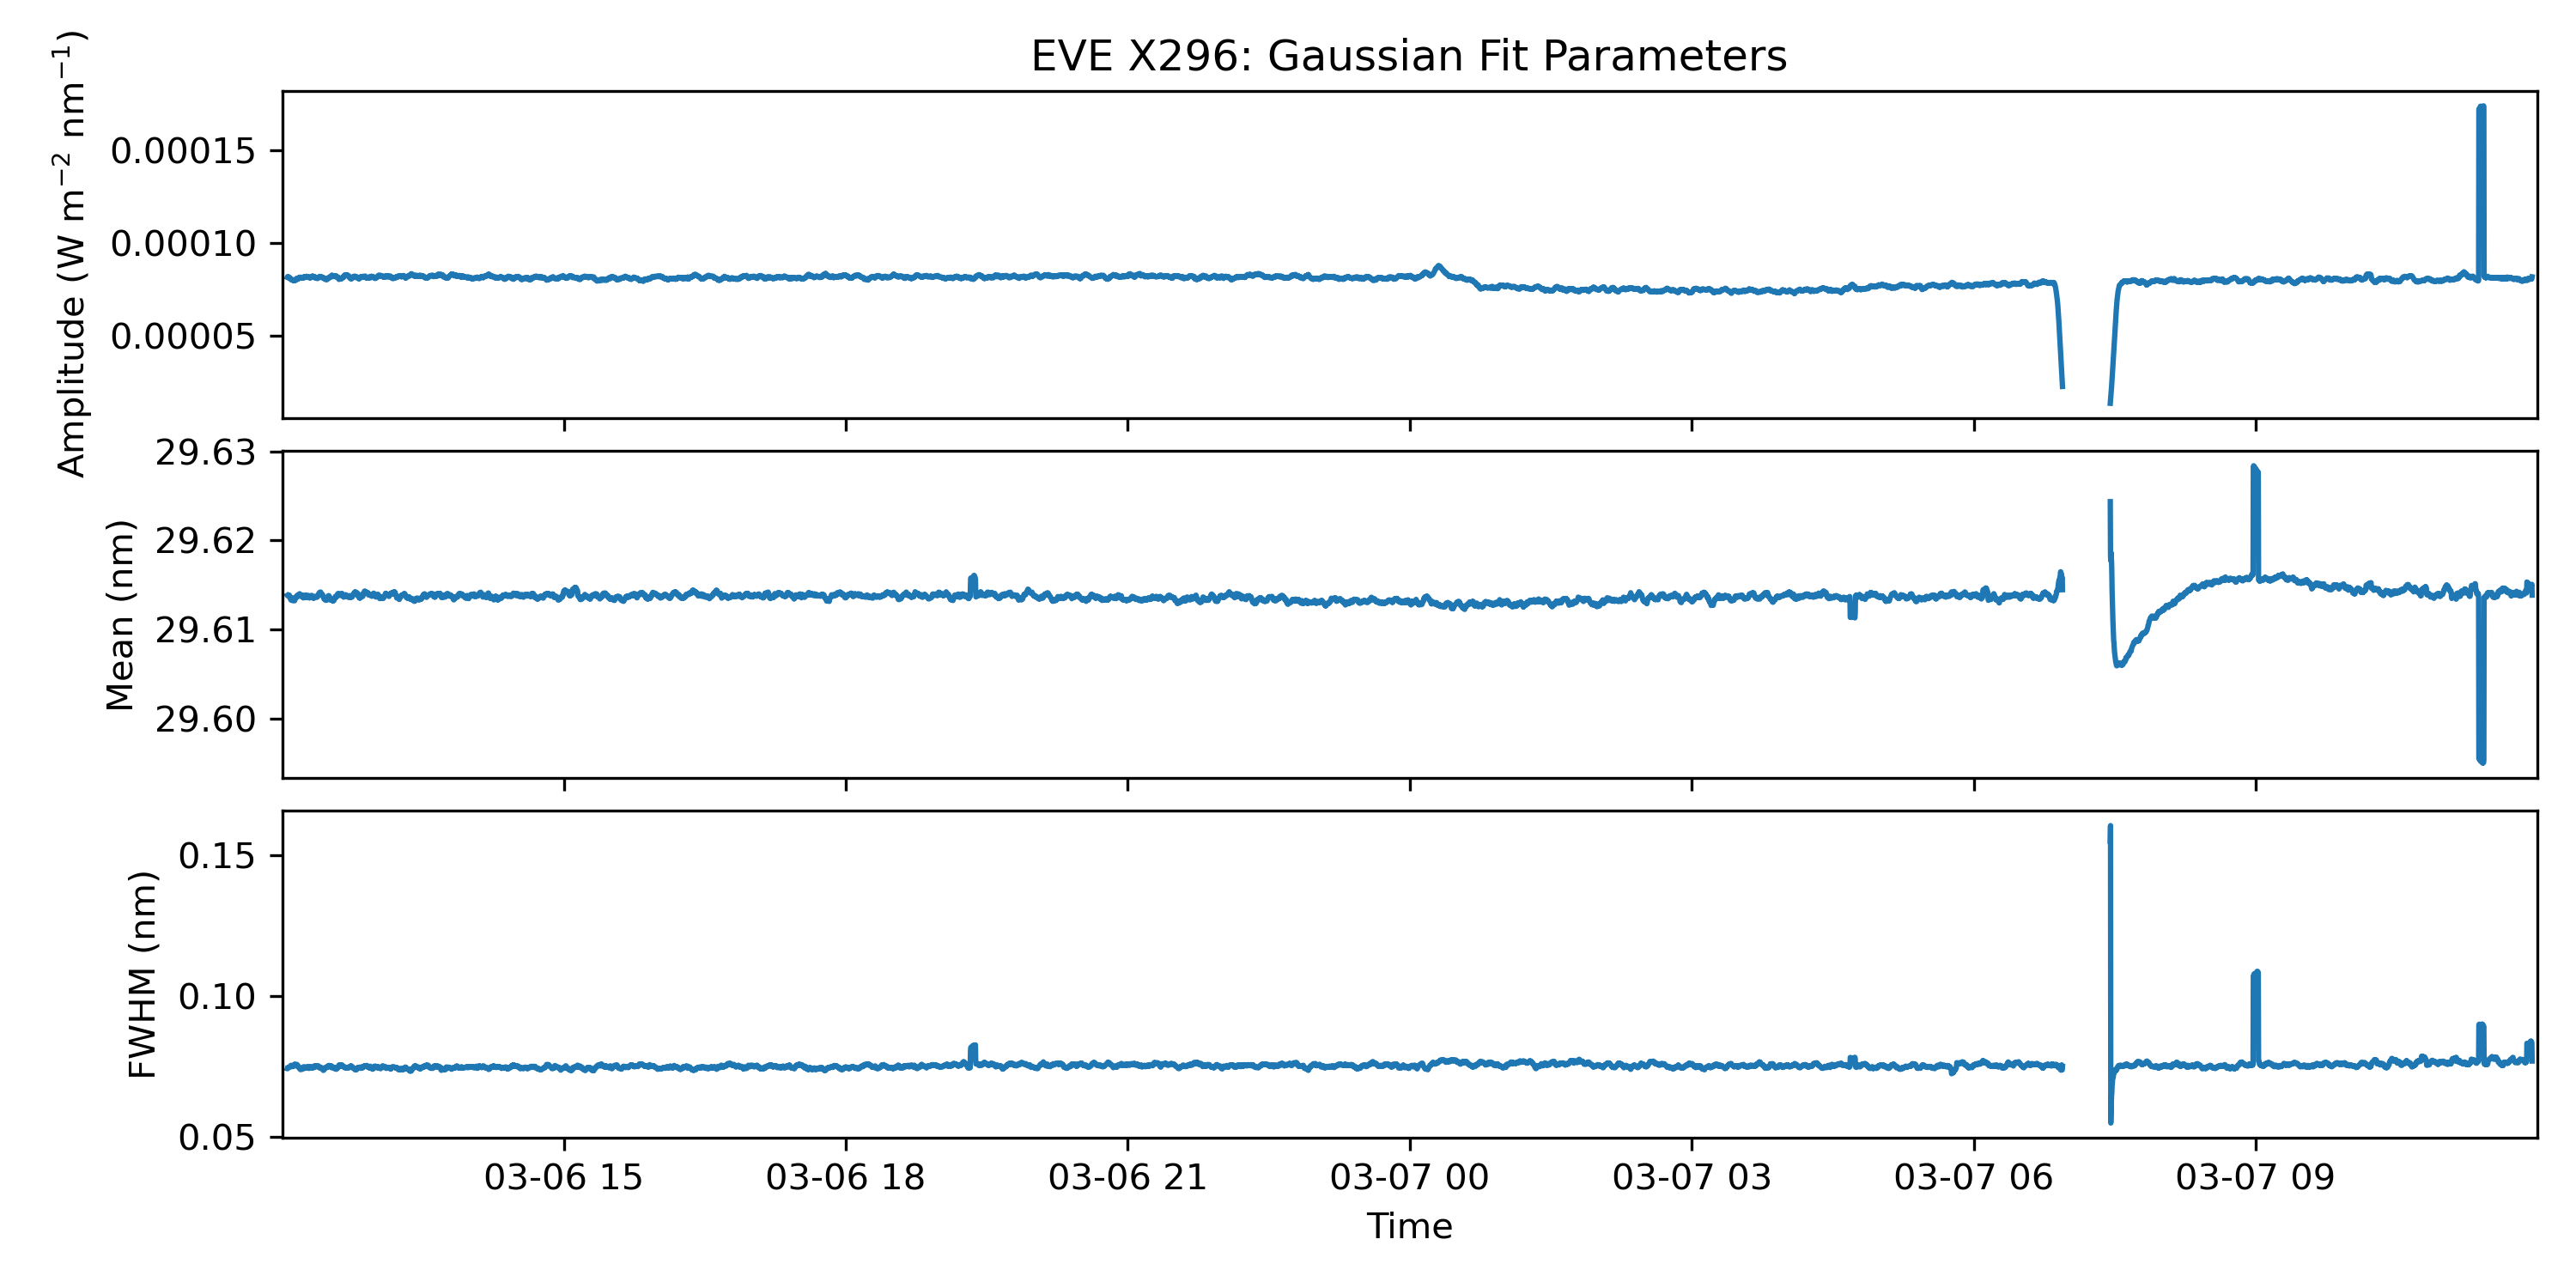 EVE X296: Gaussian Fit Parameters
Amplitude (W m⁻² nm⁻¹)
0.00015
0.00010
0.00005
Mean (nm)
29.63
29.62
29.61
29.60
FWHM (nm)
0.15
0.10
0.05
03-06 15 03-06 18 03-06 21 03-07 00 03-07 03 03-07 06 03-07 09
Time